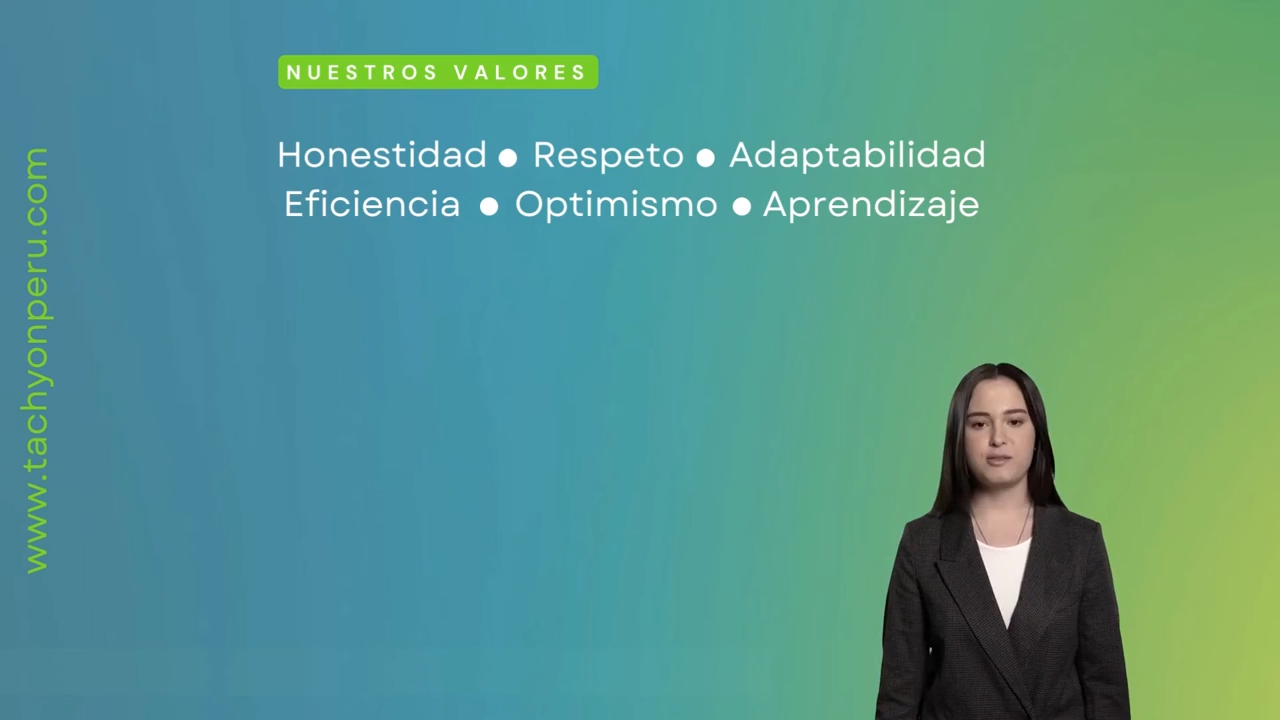 NUESTROS VALORES
Honestidad ● Respeto ● Adaptabilidad
Eficiencia ● Optimismo ● Aprendizaje
www.tachyonperu.com